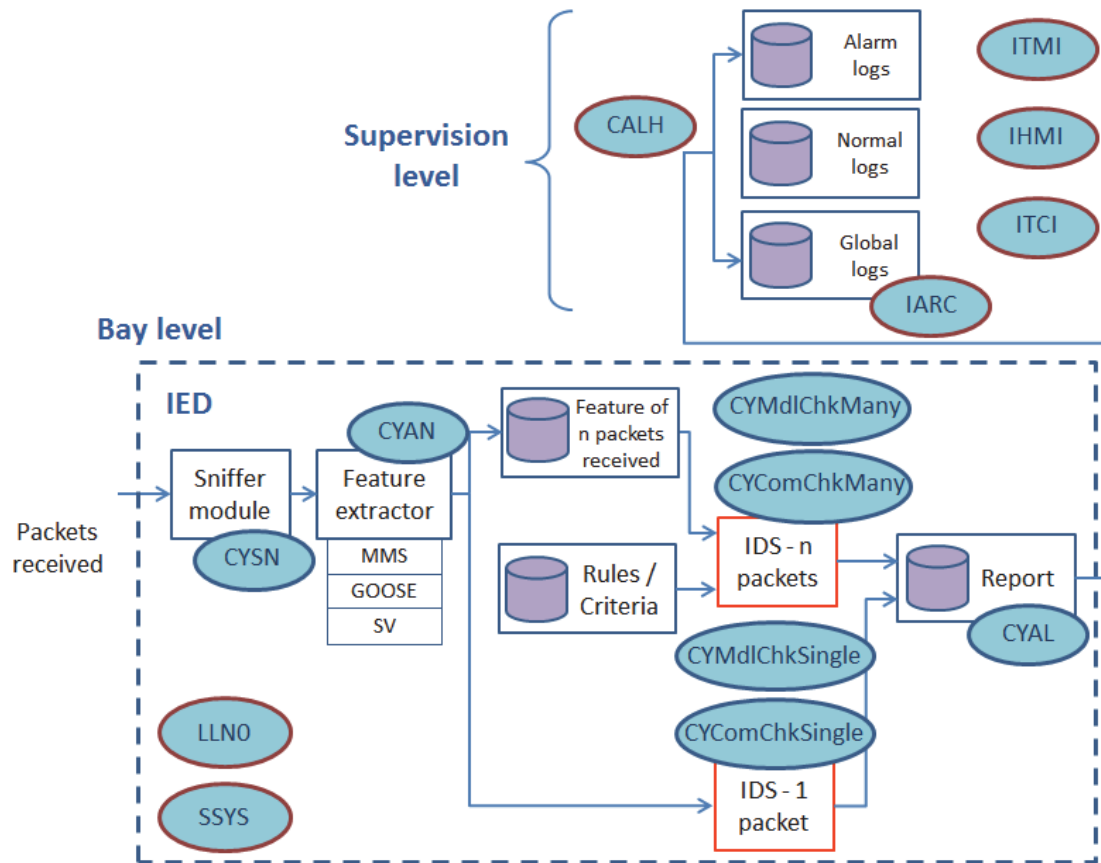 Supervision
level
CALH
Alarm
logs
Normal
logs
Global
logs
ITMI
IHMI
ITCI
IARC
Bay level
IED
Packets
received
Sniffer
module
CYSN
CYAN
Feature
extractor
MMS
GOOSE
SV
Feature of
n packets
received
Rules /
Criteria
CYMdlChkMany
CYComChkMany
IDS - n
packets
Report
CYAL
CYMdlChkSingle
CYComChkSingle
IDS - 1
packet
LLN0
SSYS